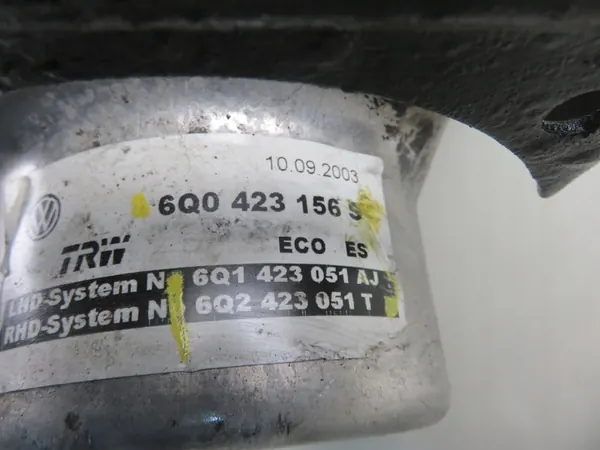 10.09.2003
6Q0 423 156 S
TRW
ECO ES
LHD-System N 6Q1 423 051 AJ
RHD-System N 6Q2 423 051 T